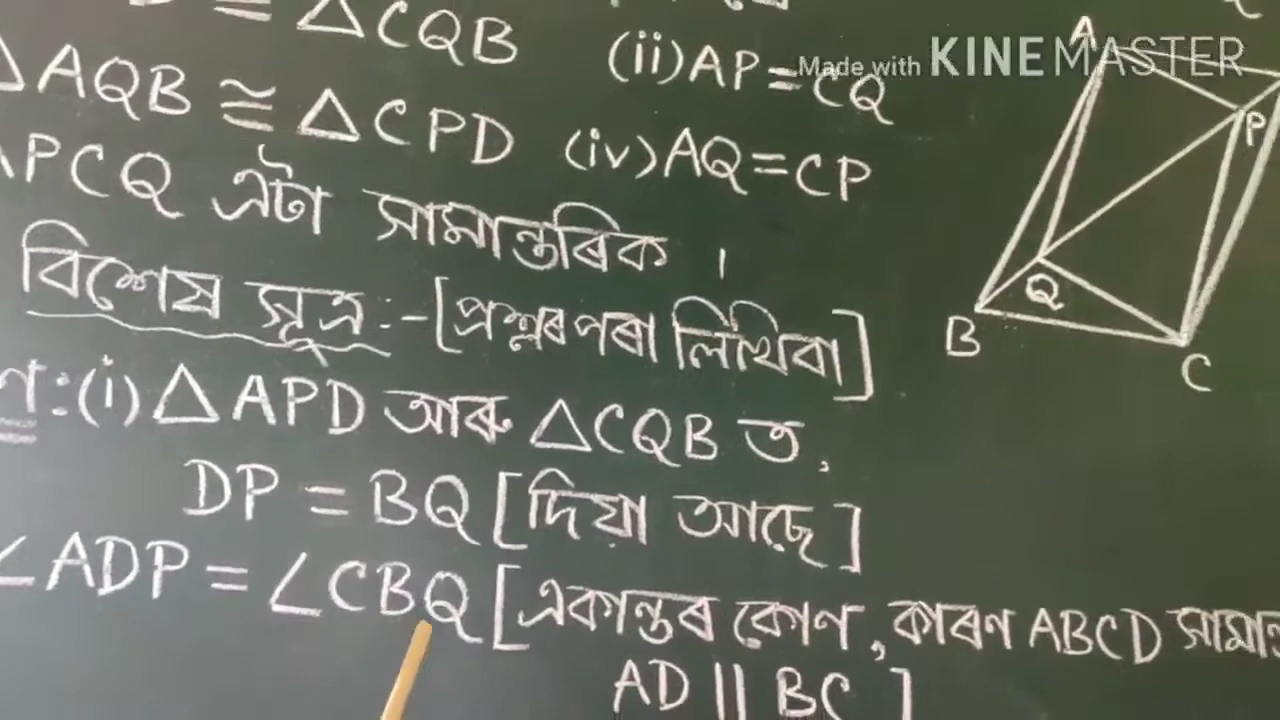 ≅ △CQB (ii) AP = CQ
△AQB ≅ △CPD (iv) AQ = CP
APCQ এটা সামান্তৰিক ।
বিশেষ সূত্ৰ :- [প্ৰশ্নৰ পৰা লিখিবা]
ণ : (i) △APD আৰু △CQB ত,
DP = BQ [দিয়া আছে]
∠ADP = ∠CBQ [একান্তৰ কোণ, কাৰণ ABCD সামান্ত
AD || BC ]
Made with KINEMASTER
A
P
Q
B
C